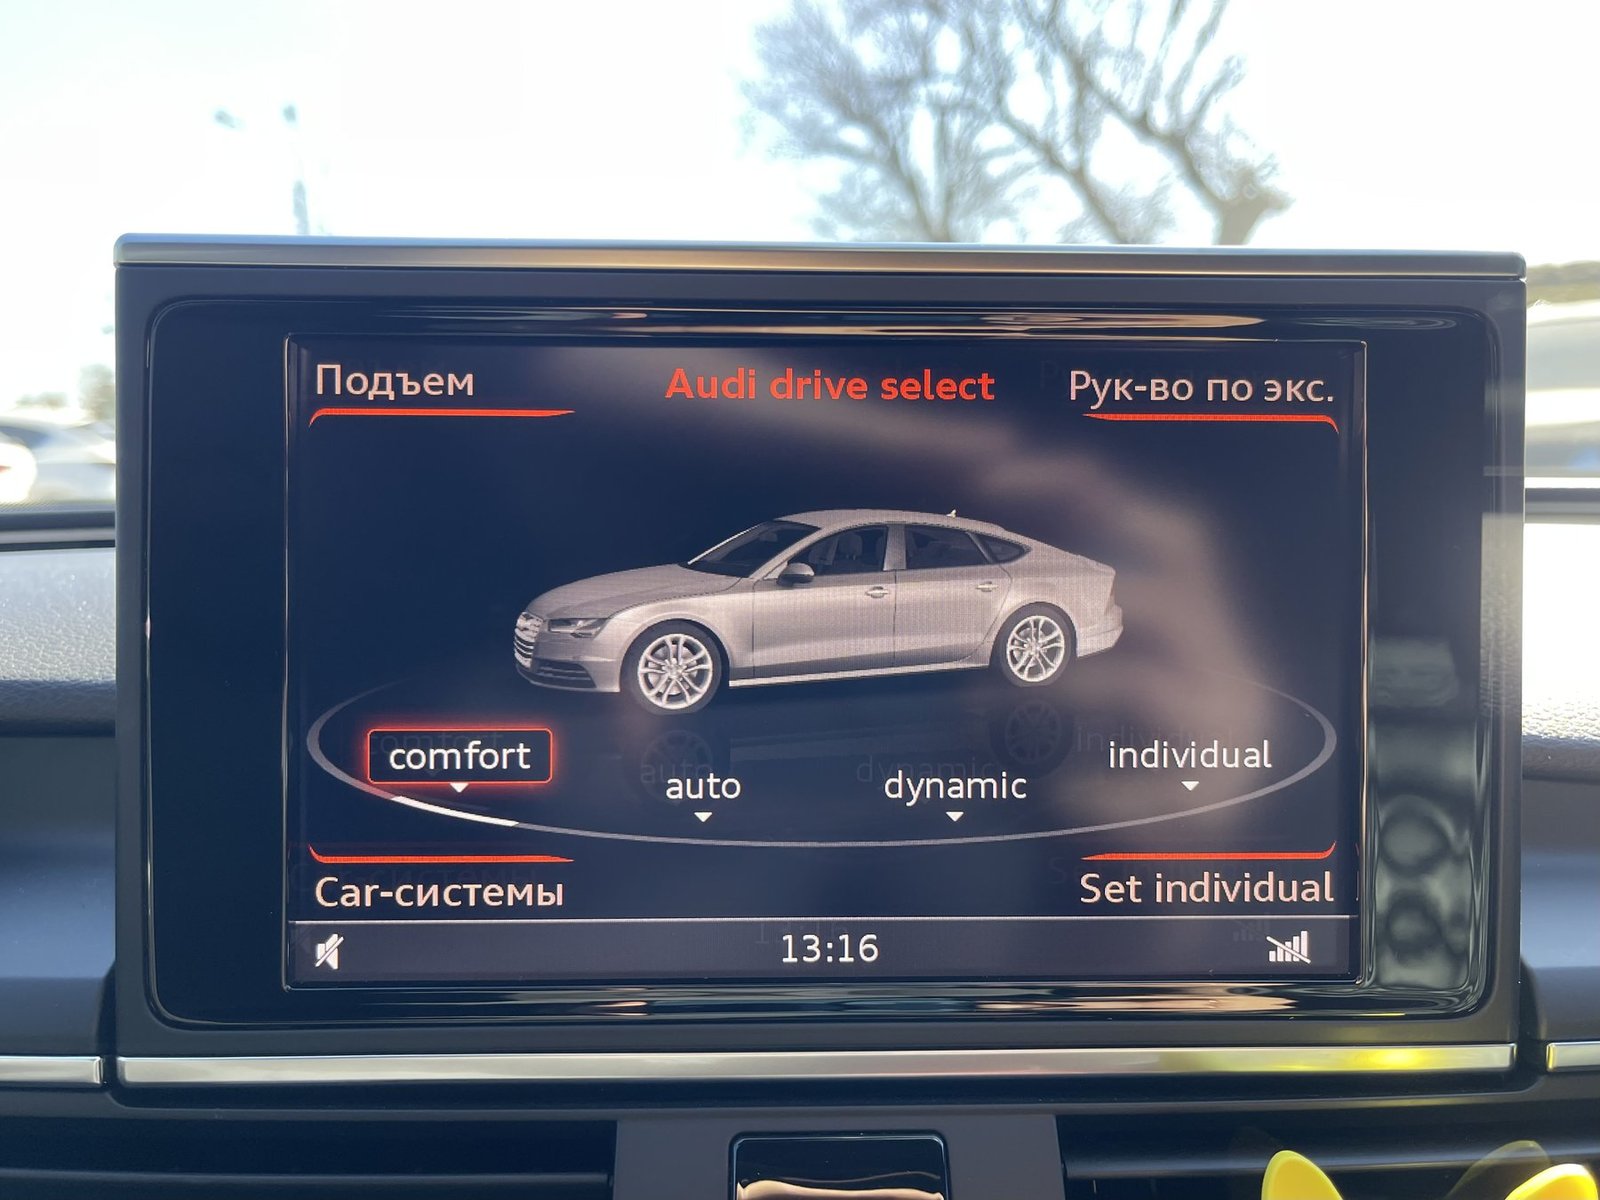 Подъем
Audi drive select
Рук-во по экс.
comfort
auto
dynamic
individual
Car-системы
Set individual
13:16